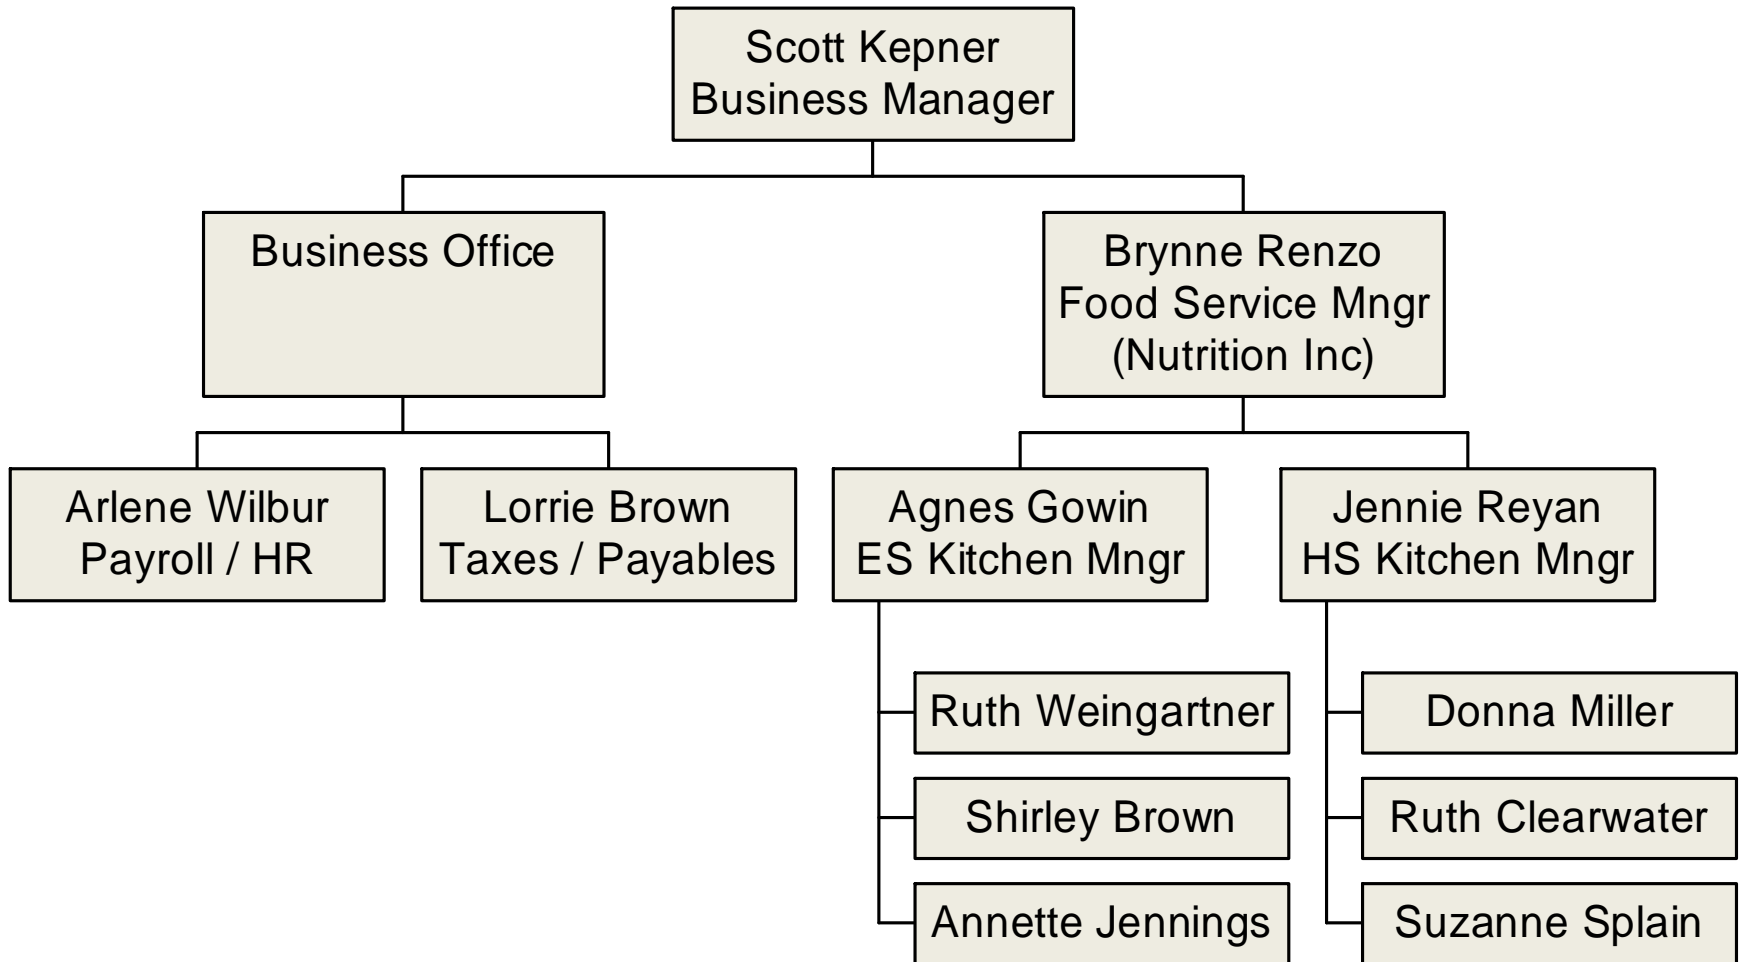 Scott Kepner
Business Manager
Business Office
Brynne Renzo
Food Service Mngr
(Nutrition Inc)
Arlene Wilbur
Payroll / HR
Lorrie Brown
Taxes / Payables
Agnes Gowin
ES Kitchen Mngr
Jennie Reyan
HS Kitchen Mngr
Ruth Weingartner
Shirley Brown
Annette Jennings
Donna Miller
Ruth Clearwater
Suzanne Splain